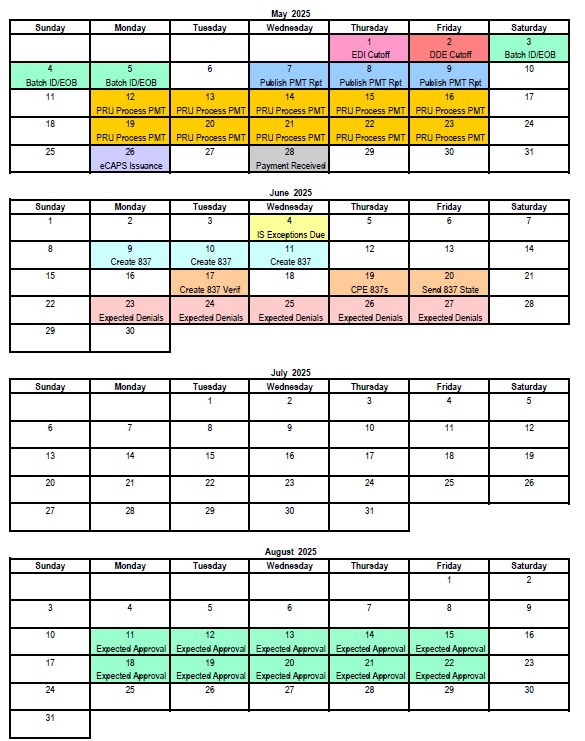 May 2025
Sunday Monday Tuesday Wednesday Thursday Friday Saturday
1 2 3
EDI Cutoff DDE Cutoff Batch ID/EOB
4 5 6 7 8 9 10
Batch ID/EOB Batch ID/EOB Publish PMT Rpt Publish PMT Rpt Publish PMT Rpt
11 12 13 14 15 16 17
PRU Process PMT PRU Process PMT PRU Process PMT PRU Process PMT PRU Process PMT
18 19 20 21 22 23 24
PRU Process PMT PRU Process PMT PRU Process PMT PRU Process PMT PRU Process PMT
25 26 27 28 29 30 31
eCAPS Issuance Payment Received
June 2025
Sunday Monday Tuesday Wednesday Thursday Friday Saturday
1 2 3 4 5 6 7
IS Exceptions Due
8 9 10 11 12 13 14
Create 837 Create 837 Create 837
15 16 17 18 19 20 21
Create 837 Verif CPE 837s Send 837 State
22 23 24 25 26 27 28
Expected Denials Expected Denials Expected Denials Expected Denials Expected Denials
29 30
July 2025
Sunday Monday Tuesday Wednesday Thursday Friday Saturday
1 2 3 4 5
6 7 8 9 10 11 12
13 14 15 16 17 18 19
20 21 22 23 24 25 26
27 28 29 30 31
August 2025
Sunday Monday Tuesday Wednesday Thursday Friday Saturday
1 2
3 4 5 6 7 8 9
10 11 12 13 14 15 16
Expected Approval Expected Approval Expected Approval Expected Approval Expected Approval
17 18 19 20 21 22 23
Expected Approval Expected Approval Expected Approval Expected Approval Expected Approval
24 25 26 27 28 29 30
31